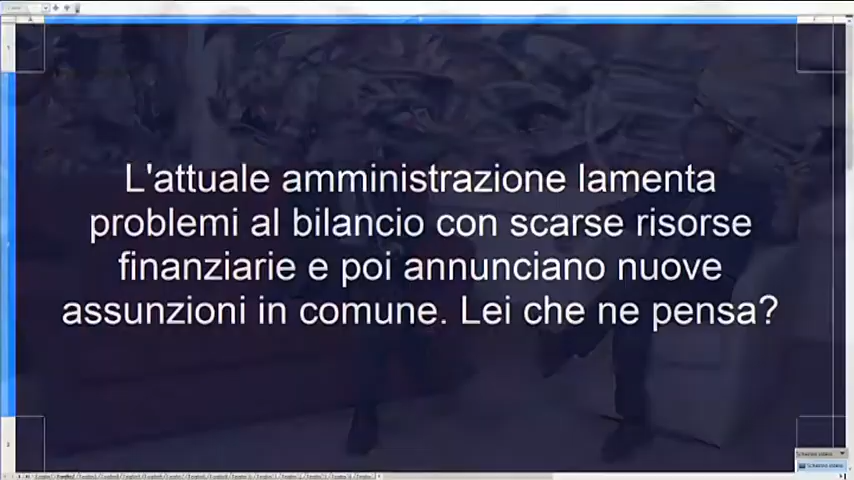 L'attuale amministrazione lamenta
problemi al bilancio con scarse risorse
finanziarie e poi annunciano nuove
assunzioni in comune. Lei che ne pensa?